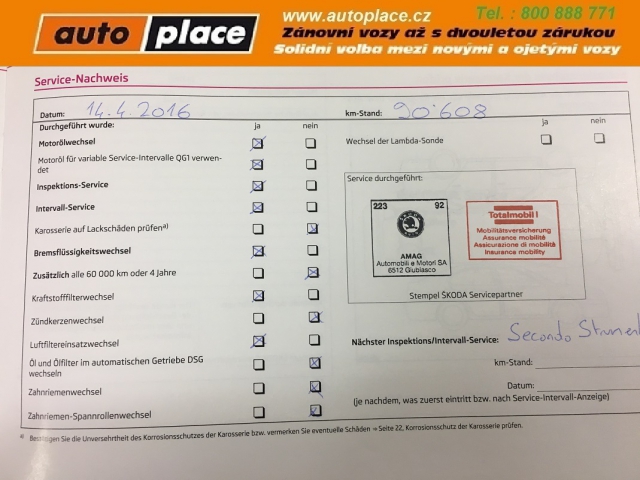 auto place
www.autoplace.cz
Tel. : 800 888 771
Zánovní vozy až s dvouletou zárukou
Solidní volba mezi novými a ojetými vozy
Service-Nachweis
Datum: 14.4.2016
km-Stand: 90'608
Durchgeführt wurde: ja nein
ja nein
Motorölwechsel
Wechsel der Lambda-Sonde
Motoröl für variable Service-Intervalle QG1 verwen-
det
Inspektions-Service
Intervall-Service
Karosserie auf Lackschäden prüfen a)
Bremsflüssigkeitswechsel
Zusätzlich alle 60 000 km oder 4 Jahre
Kraftstofffilterwechsel
Zündkerzenwechsel
Luftfiltereinsatzwechsel
Öl und Ölfilter im automatischen Getriebe DSG
wechseln
Zahnriemenwechsel
Zahnriemen-Spannrollenwechsel
Service durchgeführt:
223 92
AMAG
Automobili e Motori SA
6512 Giubiasco
Totalmobil!
Mobilitätsversicherung
Assurance mobilité
Assicurazione di mobilità
Insurance mobility
Stempel ŠKODA Servicepartner
Nächster Inspektions/Intervall-Service: Secondo
km-Stand:
Datum:
(je nachdem, was zuerst eintritt bzw. nach Service-Intervall-Anzeige)
a) Bestätigen Sie die Unversehrtheit des Korrosionsschutzes der Karosserie bzw. vermerken Sie eventuelle Schäden ⇒ Seite 22, Korrosionsschutz der Karosserie prüfen.